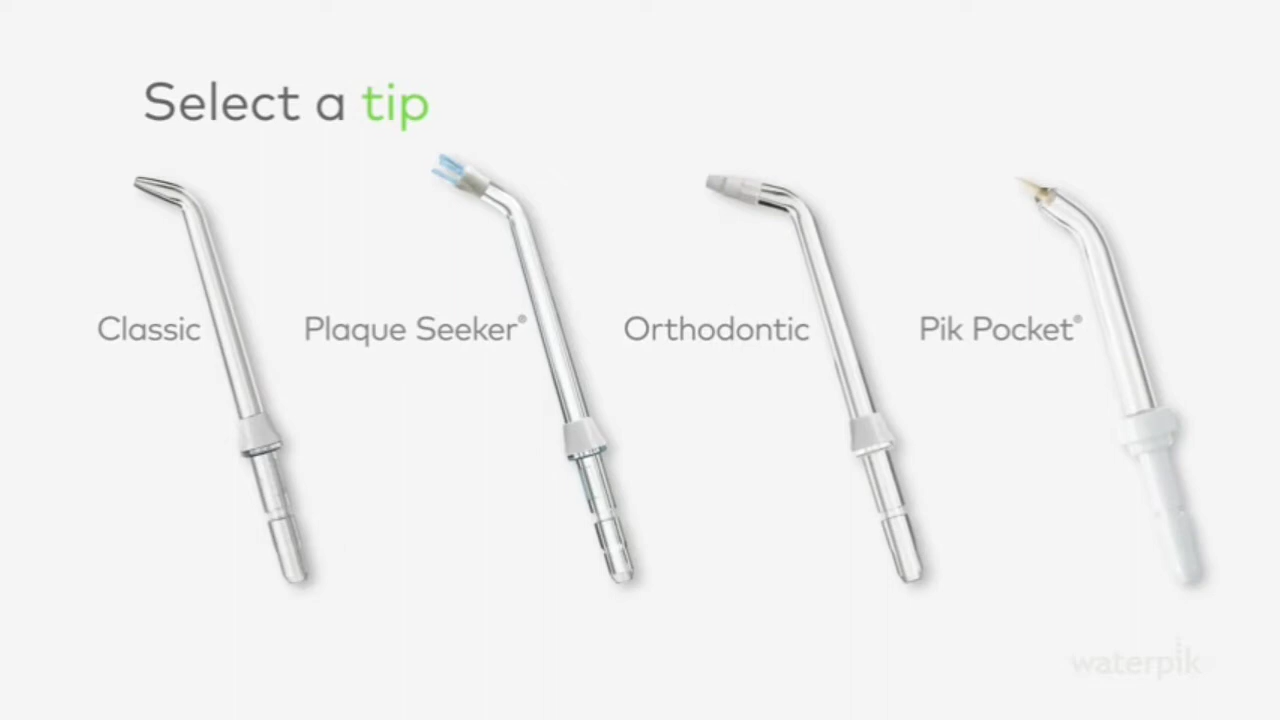 Select a tip
Classic
Plaque Seeker®
Orthodontic
Pik Pocket®
waterpik